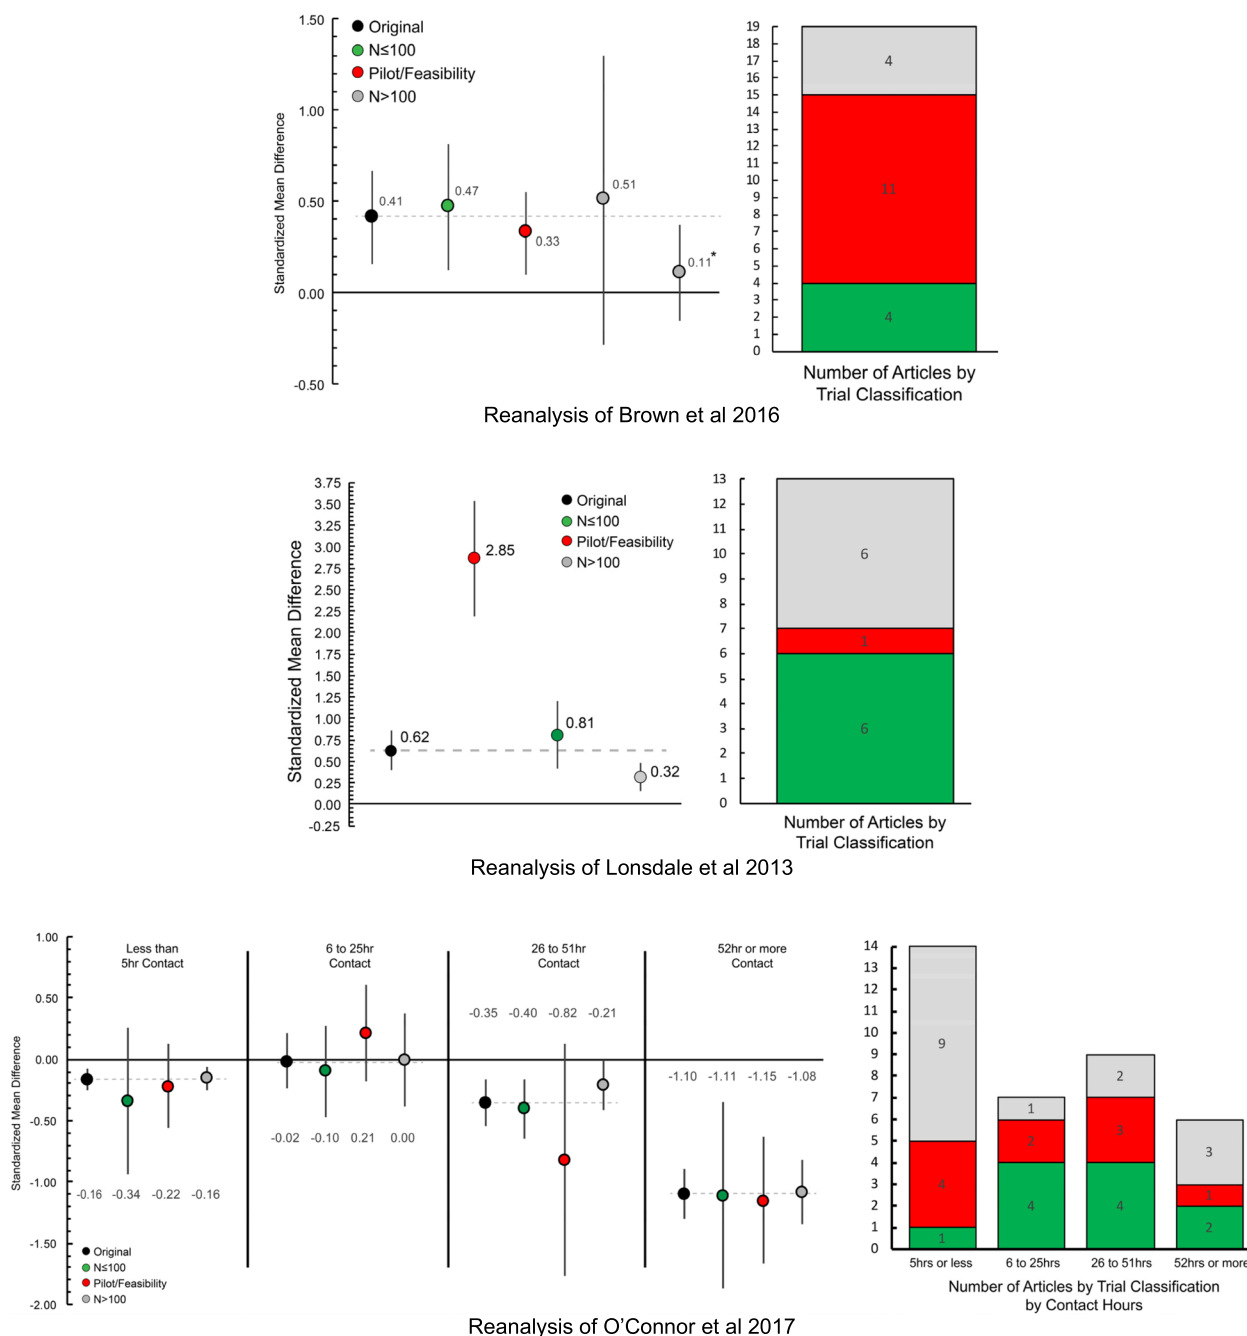 1.50
1.00
0.50
0.00
-0.50
Standardized Mean Difference
Original
N≤100
Pilot/Feasibility
N>100
0.41
0.47
0.33
0.51
0.11*
19
18
17
16
15
14
13
12
11
10
9
8
7
6
5
4
3
2
1
0
4
11
4
Number of Articles by
Trial Classification
Reanalysis of Brown et al 2016
3.75
3.50
3.25
3.00
2.75
2.50
2.25
2.00
1.75
1.50
1.25
1.00
0.75
0.50
0.25
0.00
-0.25
Standardized Mean Difference
Original
N≤100
Pilot/Feasibility
N>100
0.62
2.85
0.81
0.32
13
12
11
10
9
8
7
6
5
4
3
2
1
0
6
1
6
Number of Articles by
Trial Classification
Reanalysis of Lonsdale et al 2013
1.00
0.50
0.00
-0.50
-1.00
-1.50
-2.00
Standardized Mean Difference
Less than
5hr Contact
6 to 25hr
Contact
26 to 51hr
Contact
52hr or more
Contact
-0.16 -0.34 -0.22 -0.16
-0.02 -0.10 0.21 0.00
-0.35 -0.40 -0.82 -0.21
-1.10 -1.11 -1.15 -1.08
Original
N≤100
Pilot/Feasibility
N>100
14
13
12
11
10
9
8
7
6
5
4
3
2
1
0
9
4
1
1
2
4
2
3
4
3
1
2
5hrs or less 6 to 25hrs 26 to 51hrs 52hrs or more
Number of Articles by Trial Classification
by Contact Hours
Reanalysis of O'Connor et al 2017